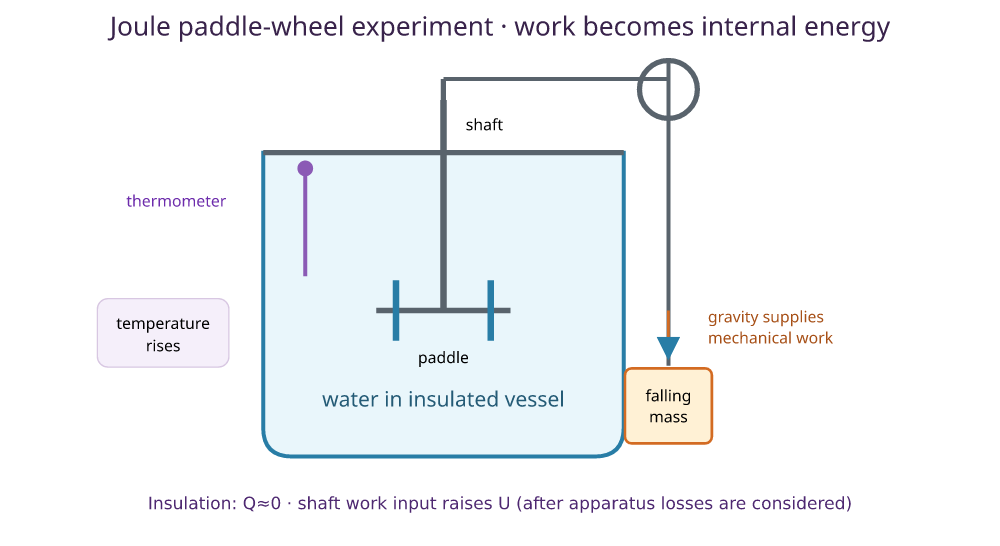 Joule paddle-wheel experiment · work becomes internal energy
shaft
thermometer
gravity supplies
mechanical work
temperature
rises
paddle
water in insulated vessel
falling
mass
Insulation: Q≈0 · shaft work input raises U (after apparatus losses are considered)